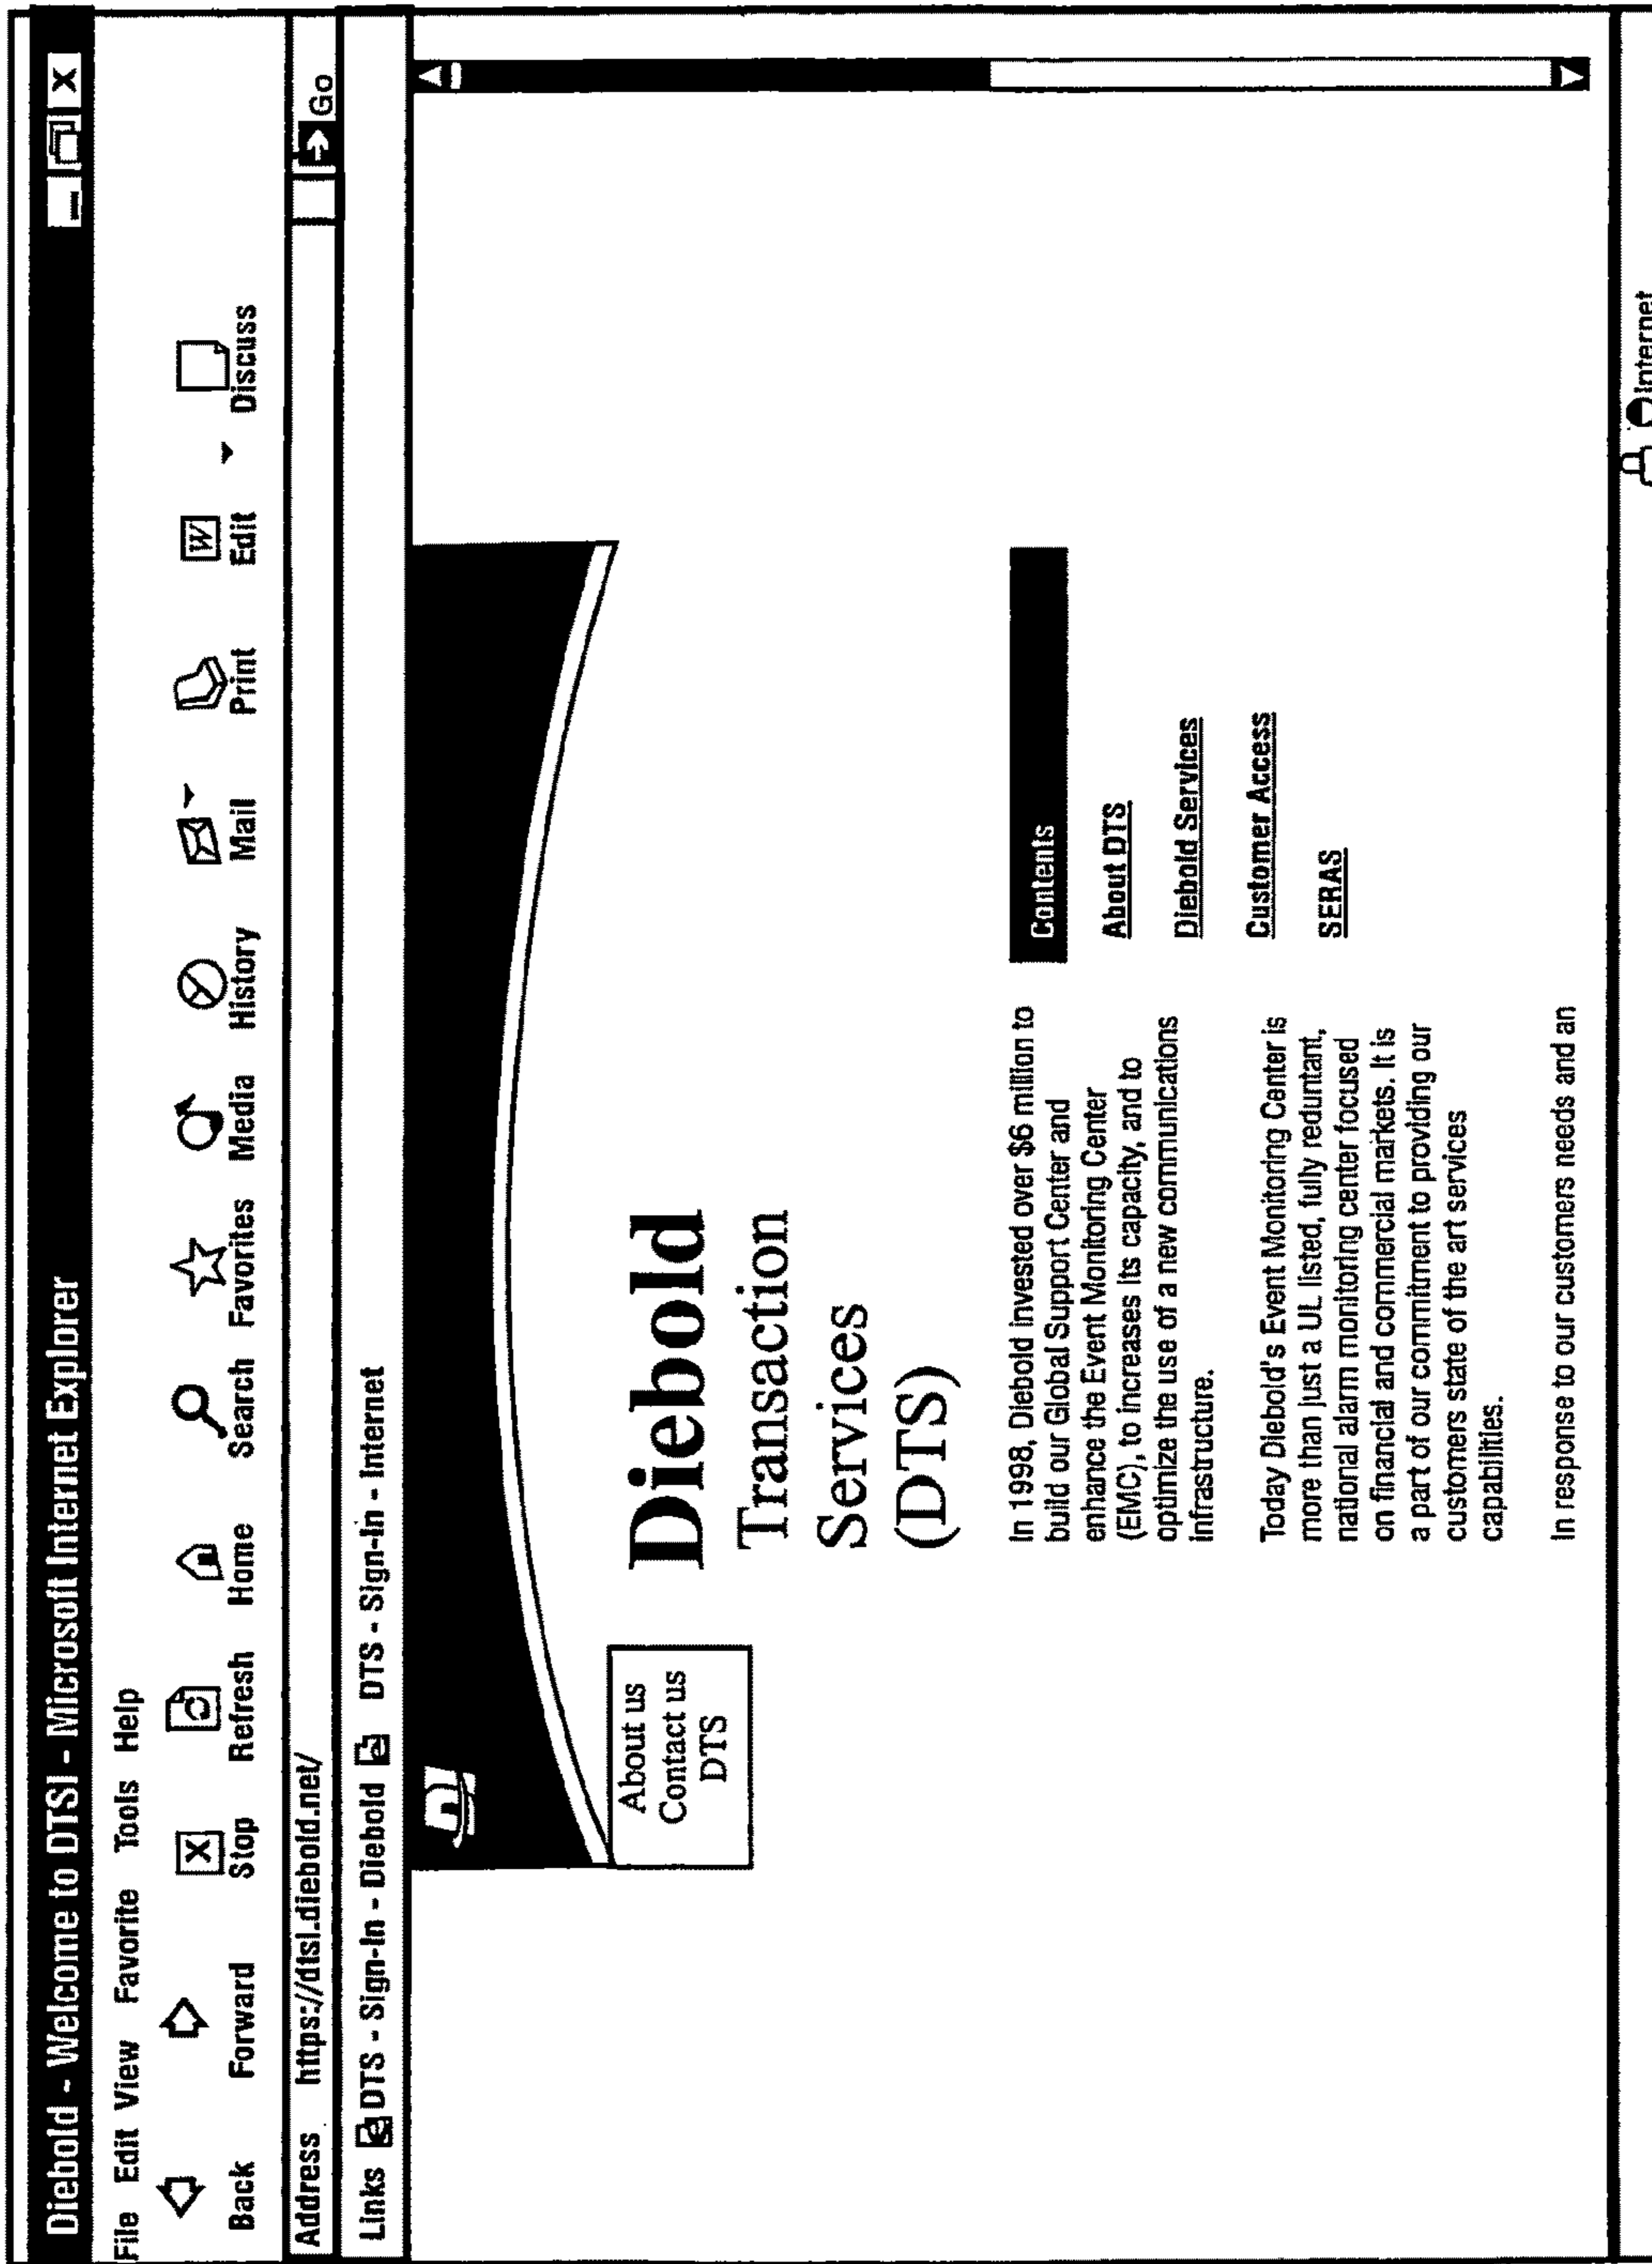 Diebold - Welcome to DTSI - Microsoft Internet Explorer
_ X
File Edit View Favorite Tools Help
Back Forward Stop Refresh Home Search Favorites Media History Mail Print Edit Discuss
Address https://dtsl.diebold.net/ Go
Links DTS - Sign-In - Diebold DTS - Sign-In - Internet
About us
Contact us
DTS
Diebold
Transaction
Services
(DTS)
In 1998, Diebold invested over $6 million to
build our Global Support Center and
enhance the Event Monitoring Center
(EMC), to increases its capacity, and to
optimize the use of a new communications
infrastructure.
Today Diebold's Event Monitoring Center is
more than just a UL listed, fully reduntant,
national alarm monitoring center focused
on financial and commercial markets. It is
a part of our commitment to providing our
customers state of the art services
capabilities.
In response to our customers needs and an
Contents
About DTS
Diebold Services
Customer Access
SERAS
Internet